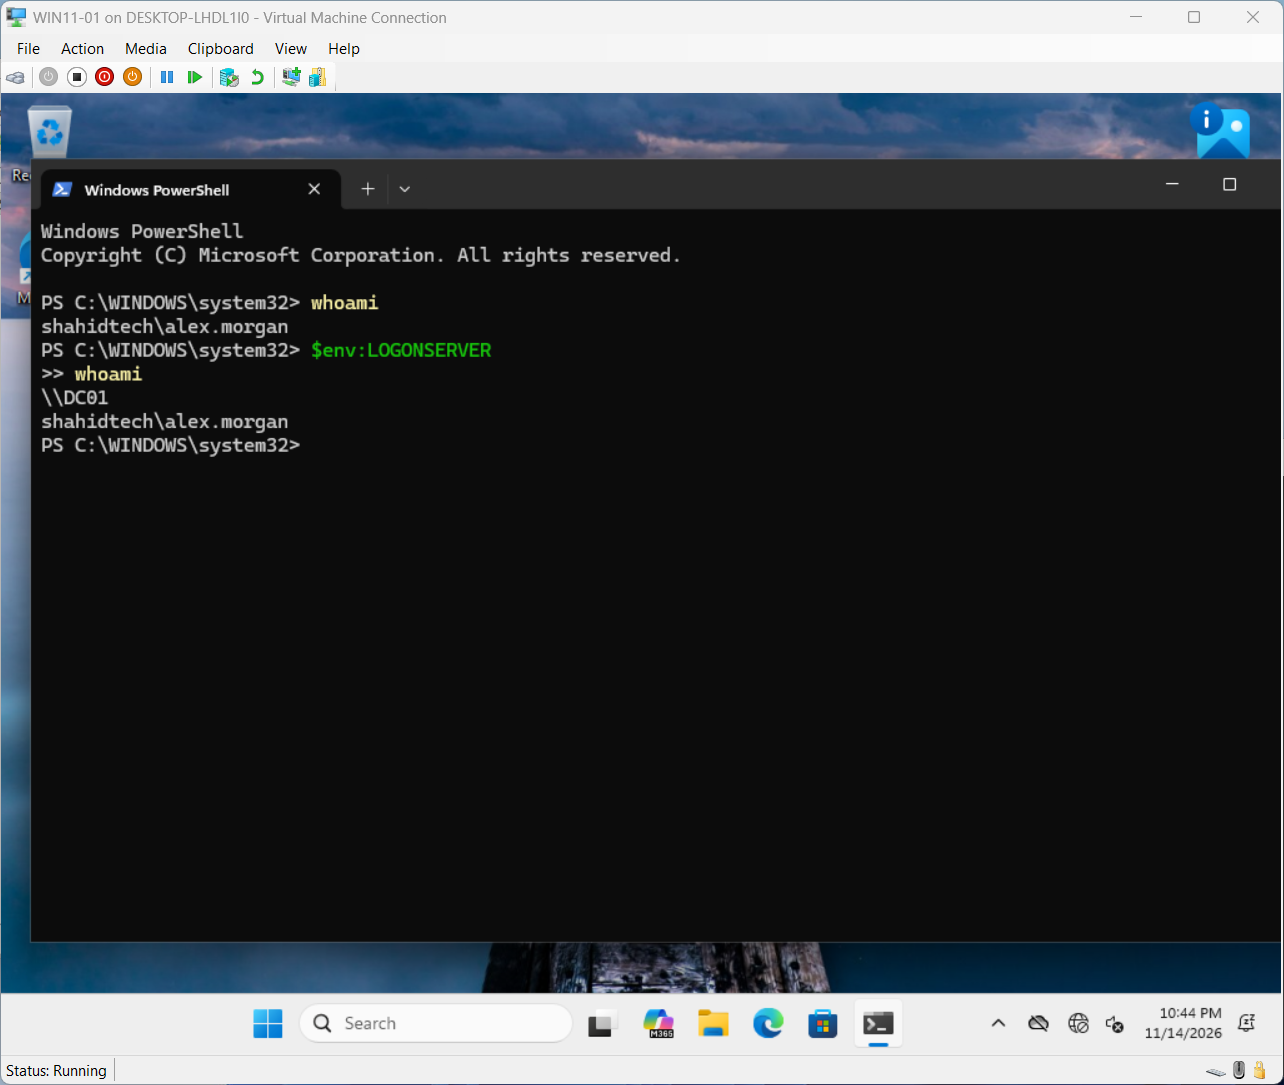 WIN11-01 on DESKTOP-LHDL1I0 - Virtual Machine Connection
File Action Media Clipboard View Help
Windows PowerShell
Windows PowerShell
Copyright (C) Microsoft Corporation. All rights reserved.
PS C:\WINDOWS\system32> whoami
shahidtech\alex.morgan
PS C:\WINDOWS\system32> $env:LOGONSERVER
>> whoami
\\DC01
shahidtech\alex.morgan
PS C:\WINDOWS\system32>
Search
M365
10:44 PM
11/14/2026
Status: Running